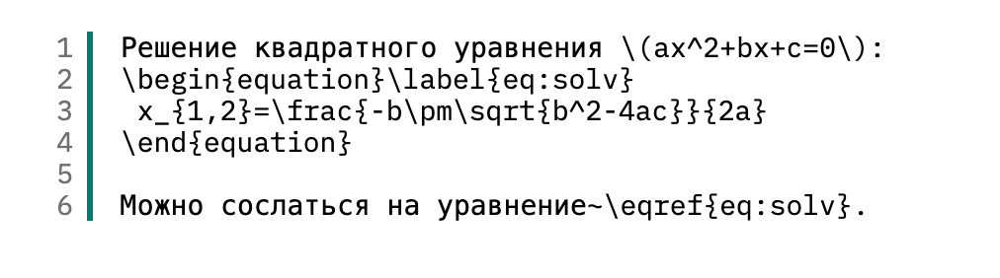 1 Решение квадратного уравнения \(ax^2+bx+c=0\):
2 \begin{equation}\label{eq:solv}
3  x_{1,2}=\frac{-b\pm\sqrt{b^2-4ac}}{2a}
4 \end{equation}
5
6 Можно сослаться на уравнение~\eqref{eq:solv}.